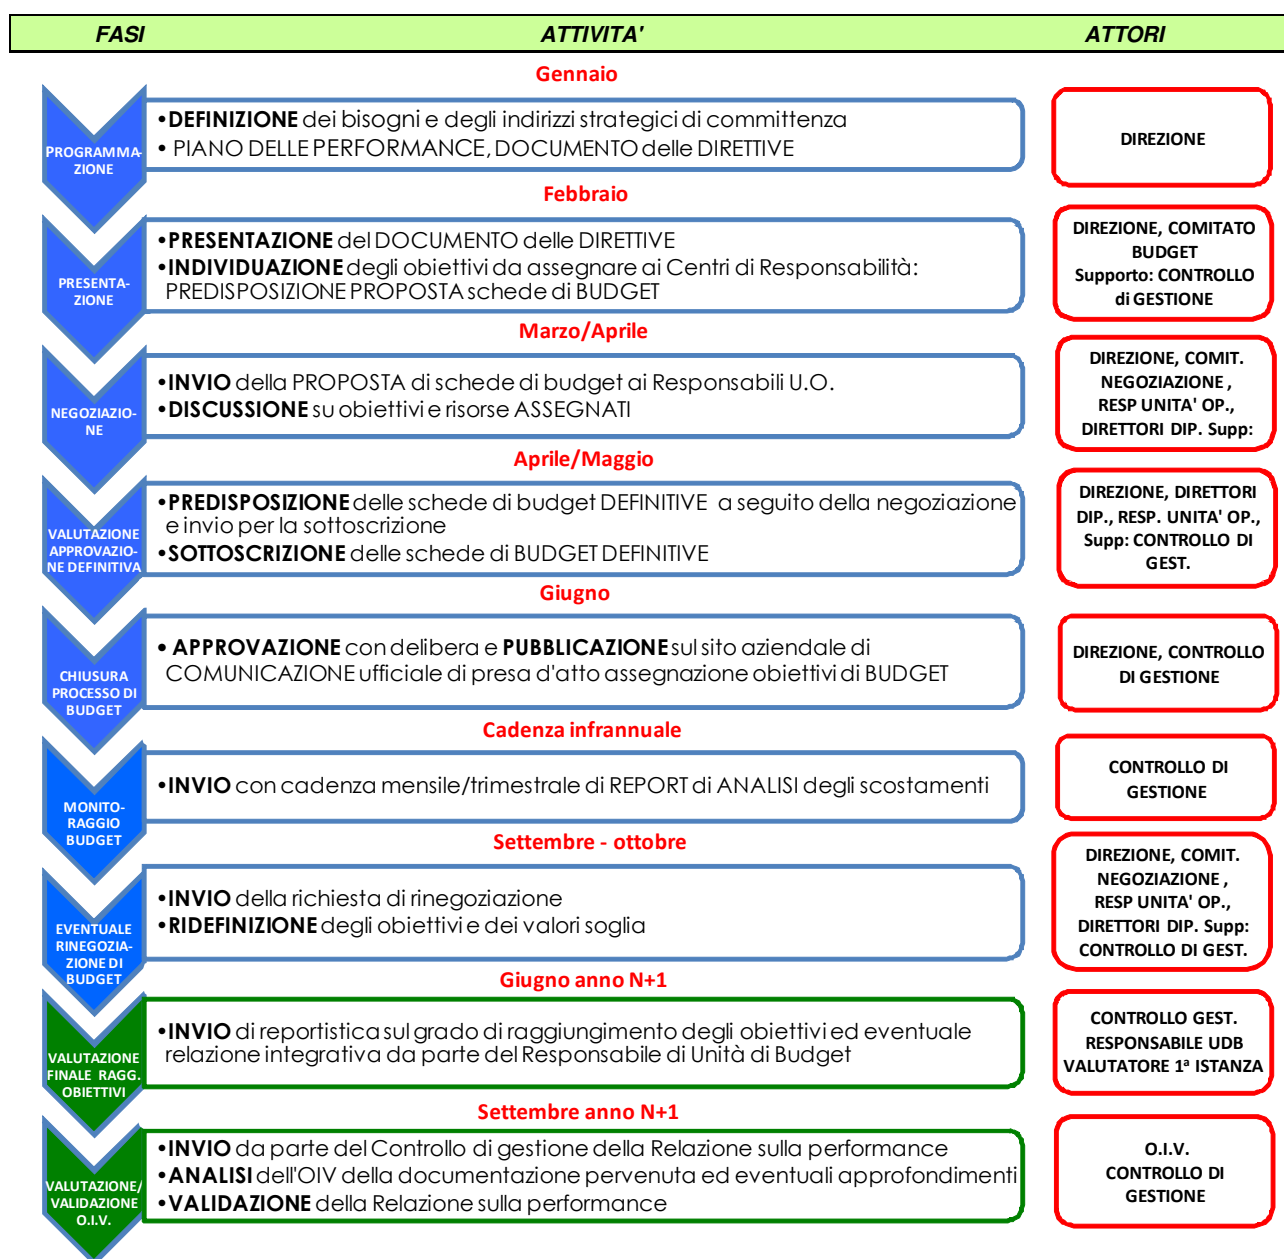 FASI ATTIVITA' ATTORI
Gennaio
PROGRAMMA-
ZIONE
•DEFINIZIONE dei bisogni e degli indirizzi strategici di committenza
• PIANO DELLE PERFORMANCE, DOCUMENTO delle DIRETTIVE
DIREZIONE
Febbraio
PRESENTA-
ZIONE
•PRESENTAZIONE del DOCUMENTO delle DIRETTIVE
•INDIVIDUAZIONE degli obiettivi da assegnare ai Centri di Responsabilità:
PREDISPOSIZIONE PROPOSTA schede di BUDGET
DIREZIONE, COMITATO
BUDGET
Supporto: CONTROLLO
di GESTIONE
Marzo/Aprile
NEGOZIAZIO-
NE
•INVIO della PROPOSTA di schede di budget ai Responsabili U.O.
•DISCUSSIONE su obiettivi e risorse ASSEGNATI
DIREZIONE, COMIT.
NEGOZIAZIONE ,
RESP UNITA' OP.,
DIRETTORI DIP. Supp:
Aprile/Maggio
VALUTAZIONE
APPROVAZIO-
NE DEFINITIVA
•PREDISPOSIZIONE delle schede di budget DEFINITIVE a seguito della negoziazione
e invio per la sottoscrizione
•SOTTOSCRIZIONE delle schede di BUDGET DEFINITIVE
DIREZIONE, DIRETTORI
DIP., RESP. UNITA' OP.,
Supp: CONTROLLO DI
GEST.
Giugno
CHIUSURA
PROCESSO DI
BUDGET
• APPROVAZIONE con delibera e PUBBLICAZIONE sul sito aziendale di
COMUNICAZIONE ufficiale di presa d'atto assegnazione obiettivi di BUDGET
DIREZIONE, CONTROLLO
DI GESTIONE
Cadenza infrannuale
MONITO-
RAGGIO
BUDGET
•INVIO con cadenza mensile/trimestrale di REPORT di ANALISI degli scostamenti
CONTROLLO DI
GESTIONE
Settembre - ottobre
EVENTUALE
RINEGOZIA-
ZIONE DI
BUDGET
•INVIO della richiesta di rinegoziazione
•RIDEFINIZIONE degli obiettivi e dei valori soglia
DIREZIONE, COMIT.
NEGOZIAZIONE ,
RESP UNITA' OP.,
DIRETTORI DIP. Supp:
CONTROLLO DI GEST.
Giugno anno N+1
VALUTAZIONE
FINALE RAGG.
OBIETTIVI
•INVIO di reportistica sul grado di raggiungimento degli obiettivi ed eventuale
relazione integrativa da parte del Responsabile di Unità di Budget
CONTROLLO GEST.
RESPONSABILE UDB
VALUTATORE 1ª ISTANZA
Settembre anno N+1
VALUTAZIONE/
VALIDAZIONE
O.I.V.
•INVIO da parte del Controllo di gestione della Relazione sulla performance
•ANALISI dell'OIV della documentazione pervenuta ed eventuali approfondimenti
•VALIDAZIONE della Relazione sulla performance
O.I.V.
CONTROLLO DI
GESTIONE